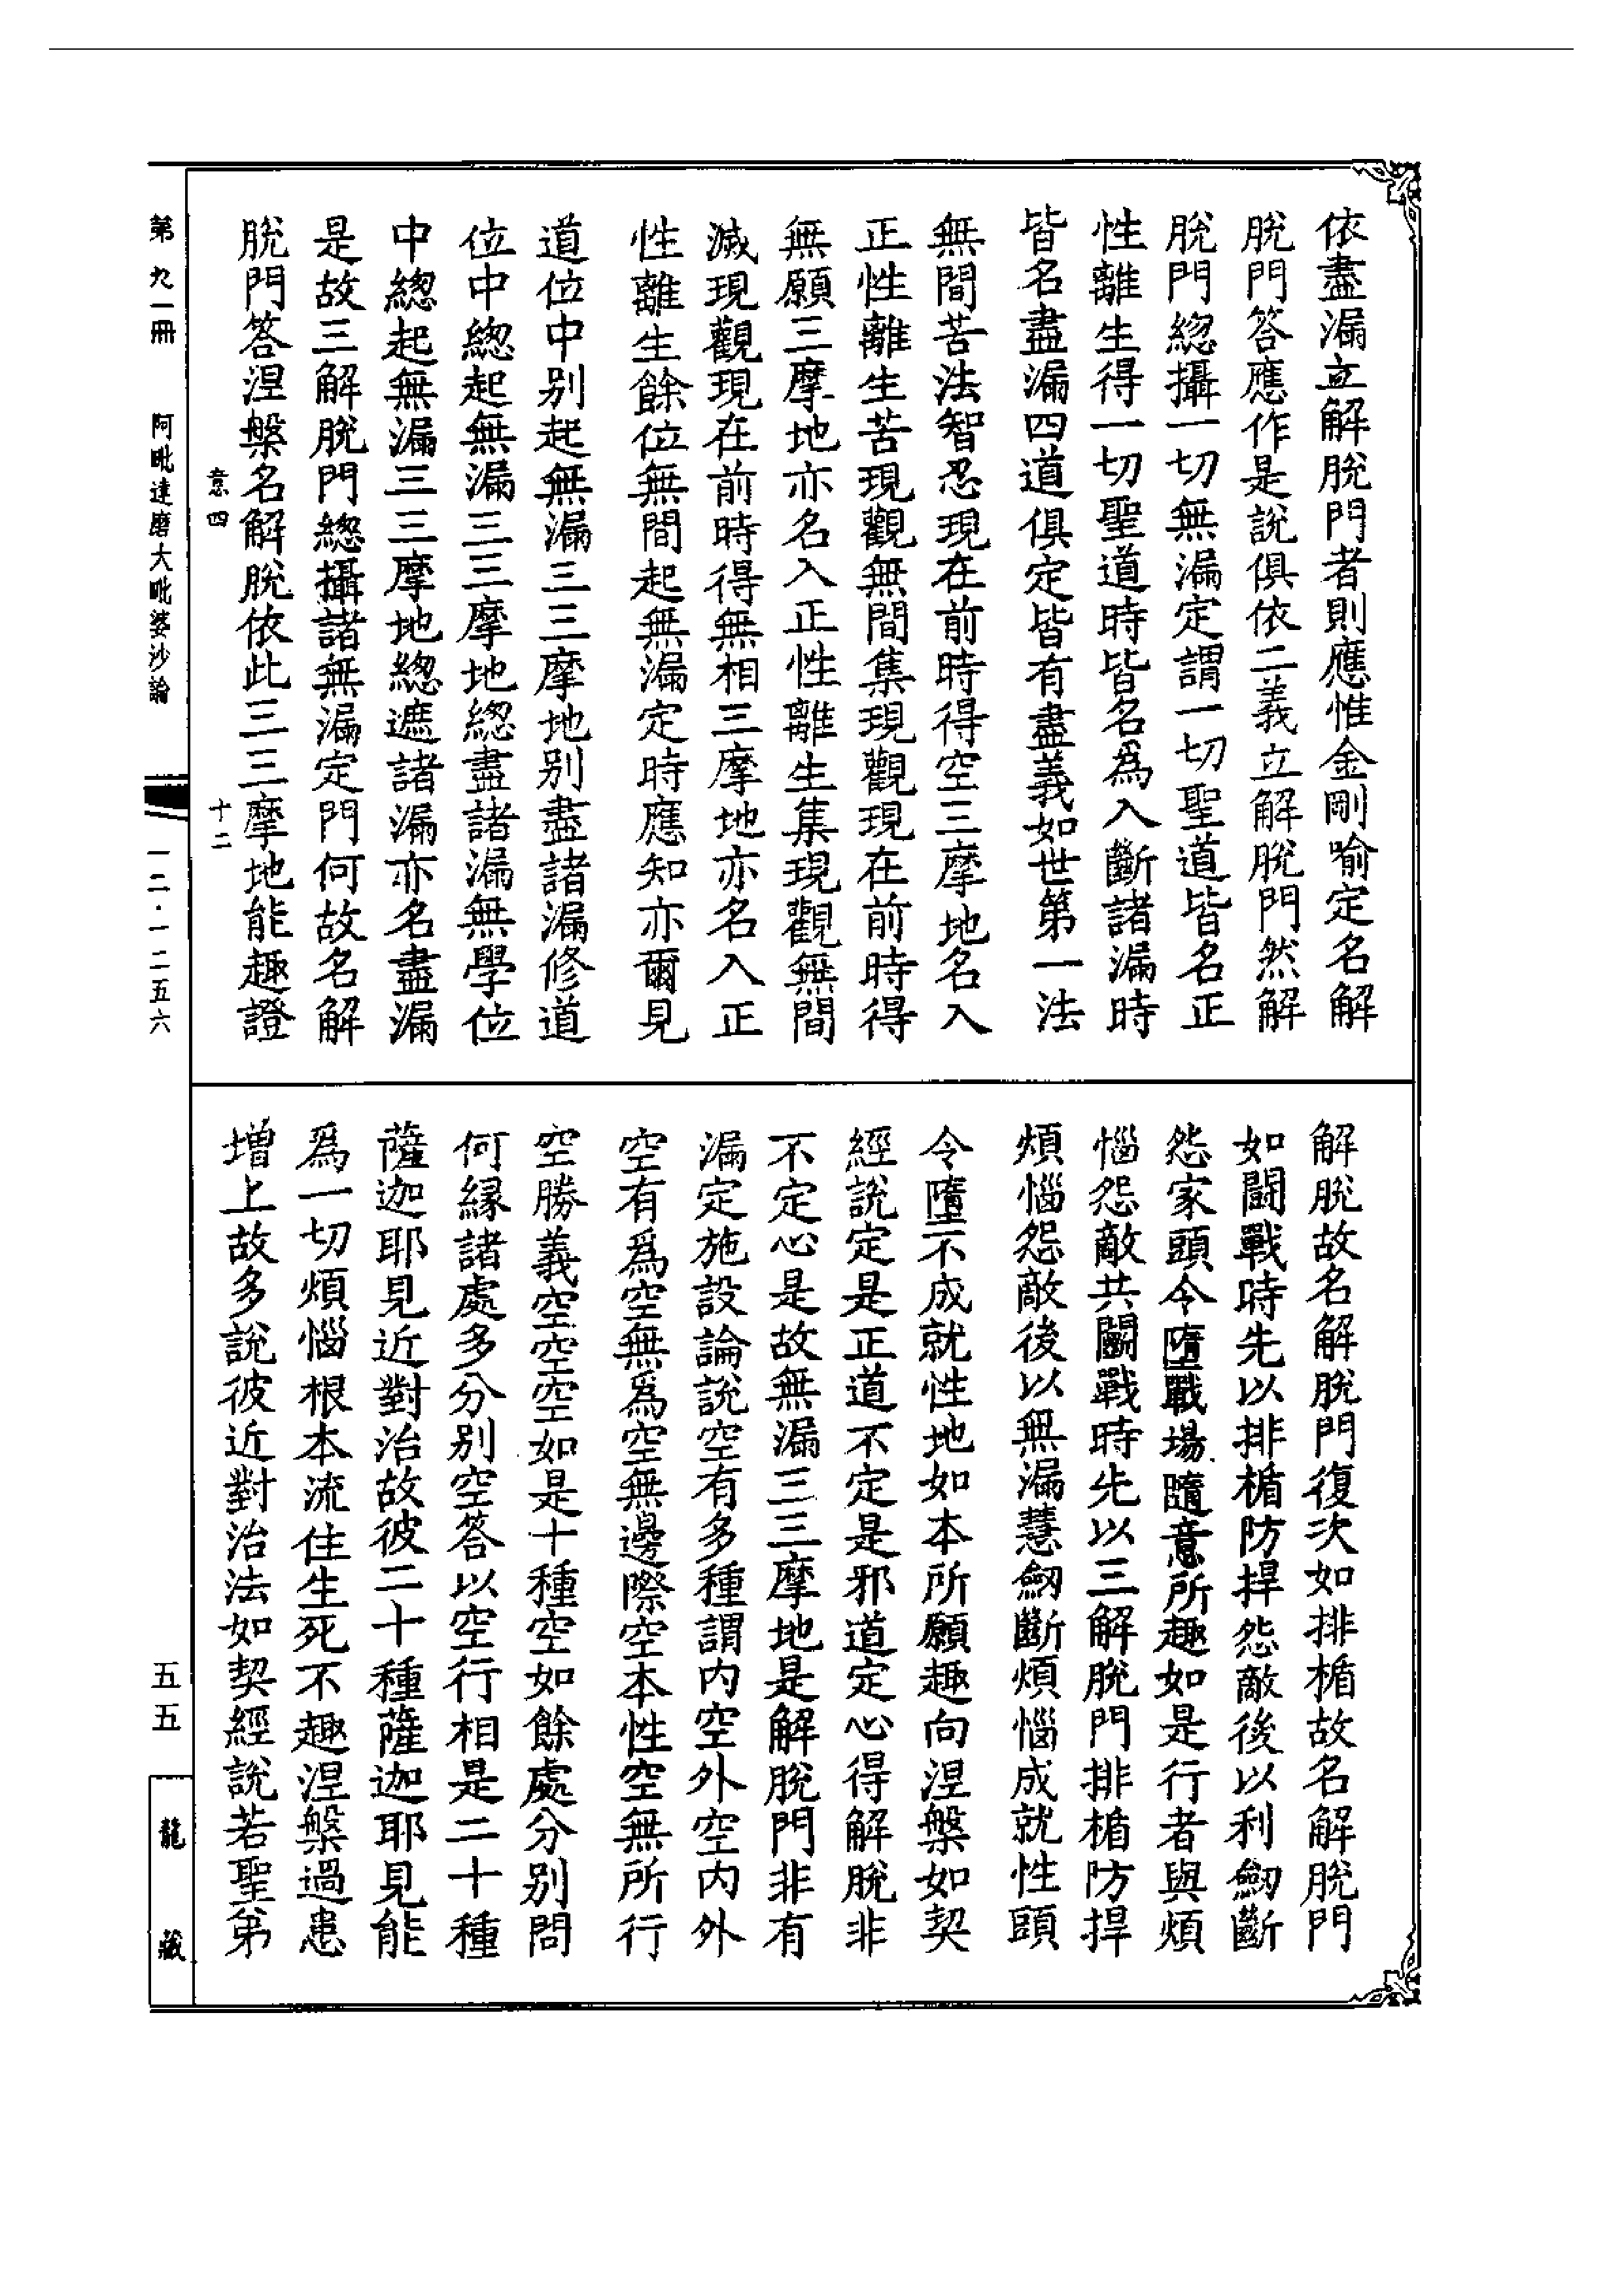 依盡漏立解脫門者則應惟金剛喻定名解
脫門答應作是說俱依二義立解脫門然解
脫門緫攝一切無漏定謂一切聖道皆名正
性離生得一切聖道時皆名為入斷諸漏時
皆名盡漏四道俱定皆有盡義如世第一法
無間苦法智忍現在前時得空三摩地名入
正性離生苦現觀無間集現觀現在前時得
無願三摩地亦名入正性離生集現觀無間
滅現觀現在前時得無相三摩地亦名入正
性離生餘位無間起無漏定時應知亦爾見
道位中别起無漏三三摩地别盡諸漏修道
位中緫起無漏三三摩地緫盡諸漏無學位
中緫起無漏三三摩地緫遮諸漏亦名盡漏
是故三解脫門緫攝諸無漏定門何故名解
脫門答涅槃名解脫依此三三摩地能趣證
意四
十二
解脫故名解脫門復次如排楯故名解脫門
如鬪戰時先以排楯防捍怨敵後以利劒斷
怨家頭令墮戰場隨意所趣如是行者與煩
惱怨敵共鬪戰時先以三解脫門排楯防捍
煩惱怨敵後以無漏慧劒斷煩惱成就性頭
令墮不成就性地如本所願趣向涅槃如契
經說定是正道不定是邪道定心得解脫非
不定心是故無漏三三摩地是解脫門非有
漏定施設論說空有多種謂内空外空内外
空有為空無為空無邊際空本性空無所行
空勝義空空空如是十種空如餘處分别問
何緣諸處多分别空答以空行相是二十種
薩迦耶見近對治故彼二十種薩迦耶見能
為一切煩惱根本流住生死不趣涅槃過患
增上故多說彼近對治法如契經說若聖弟
第九一冊
阿毗達磨大毗婆沙論
一二·一二五六
五五
龍藏